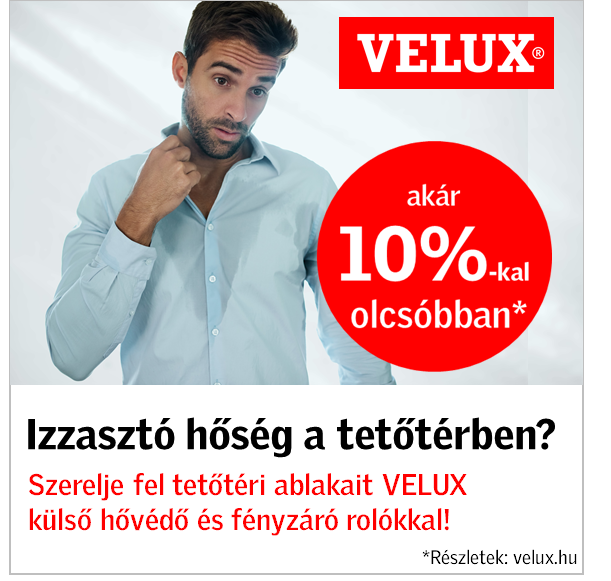 VELUX®
akár
10%-kal
olcsóbban*
Izzasztó hőség a tetőtérben?
Szerelje fel tetőtéri ablakait VELUX
külső hővédő és fényzáró rolókkal!
*Részletek: velux.hu